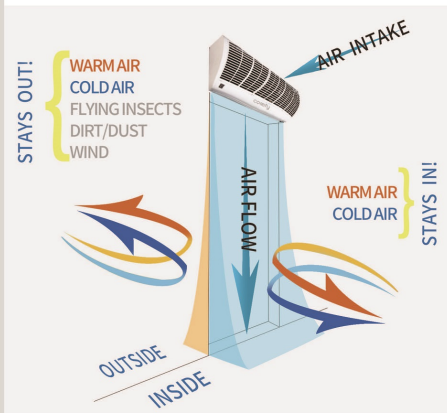 AIR INTAKE
STAYS OUT!
WARM AIR
COLD AIR
FLYING INSECTS
DIRT/DUST
WIND
AIR FLOW
WARM AIR
COLD AIR
STAYS IN!
OUTSIDE
INSIDE